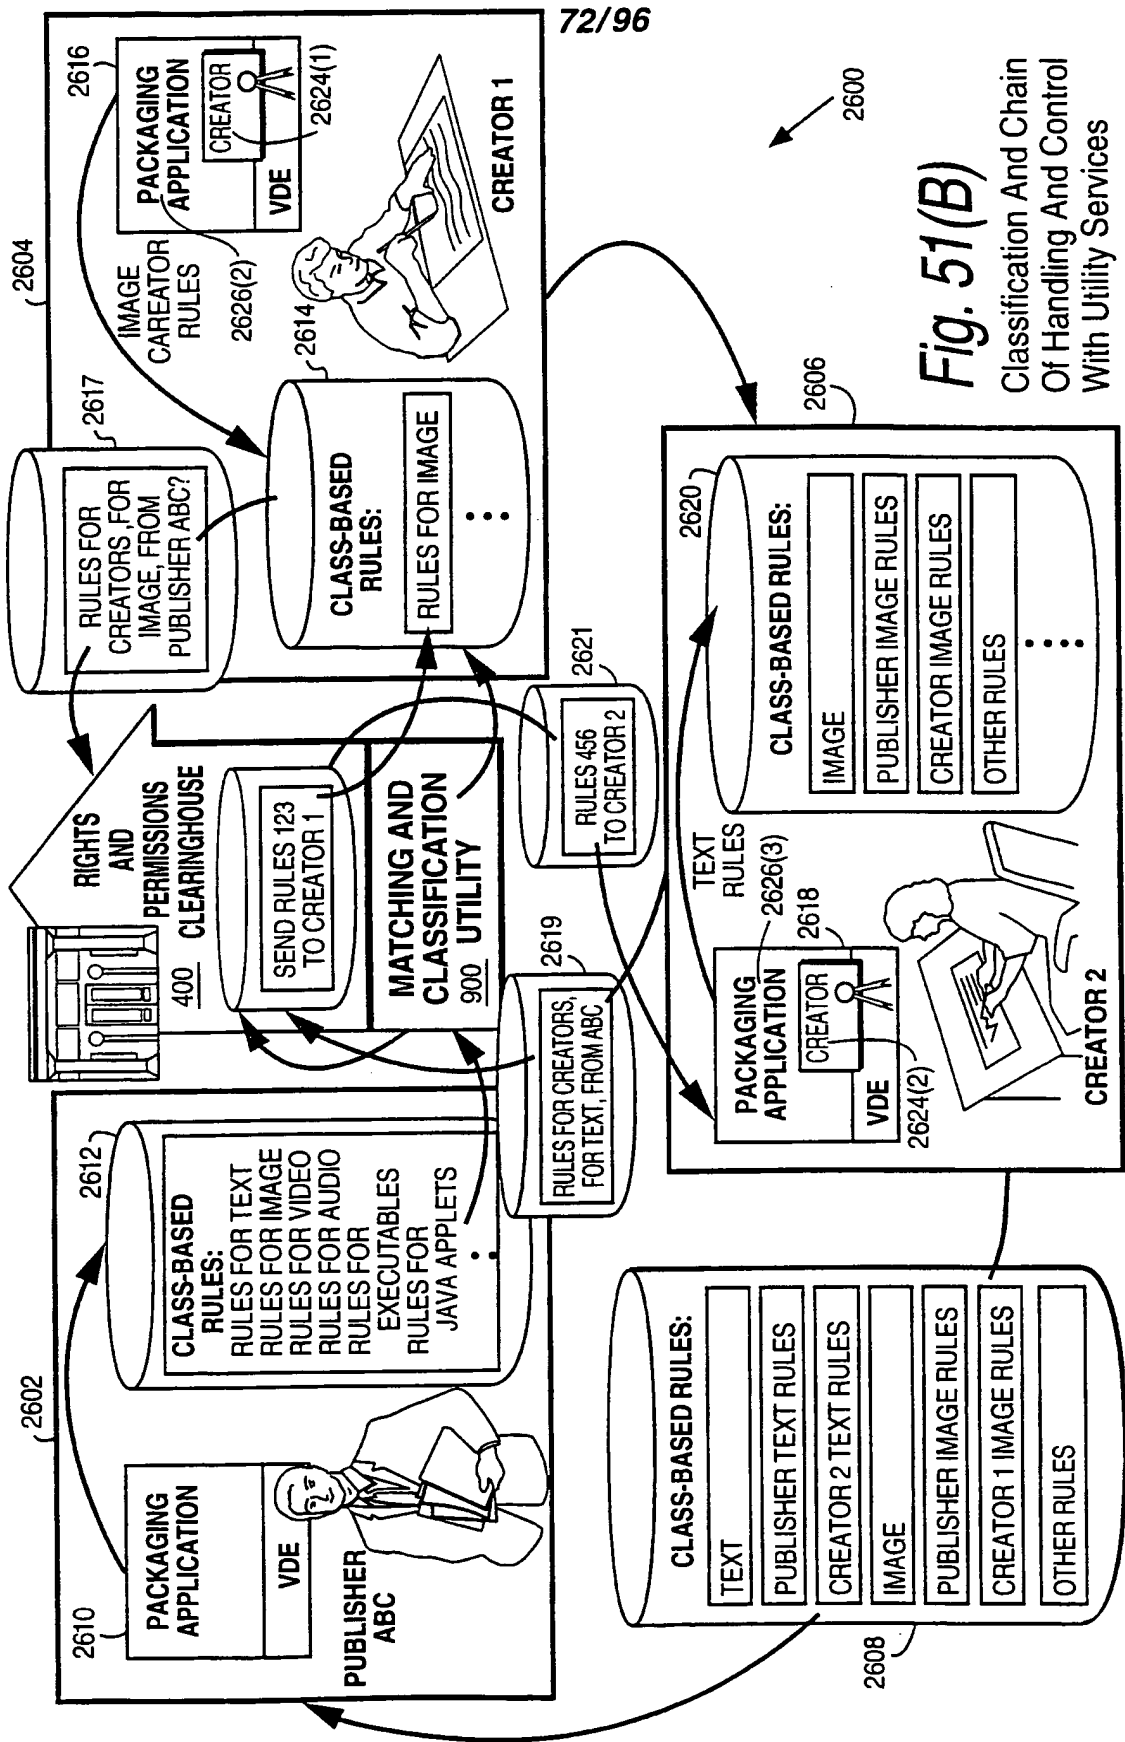 72/96
2602
2610
PACKAGING
APPLICATION
VDE
PUBLISHER
ABC
2612
CLASS-BASED
RULES:
RULES FOR TEXT
RULES FOR IMAGE
RULES FOR VIDEO
RULES FOR AUDIO
RULES FOR
EXECUTABLES
RULES FOR
JAVA APPLETS
RIGHTS
AND
PERMISSIONS
CLEARINGHOUSE
400
SEND RULES 123
TO CREATOR 1
MATCHING AND
CLASSIFICATION
900 UTILITY
2617
RULES FOR
CREATORS ,FOR
IMAGE, FROM
PUBLISHER ABC?
2604
2616
PACKAGING
APPLICATION
CREATOR
VDE
2624(1)
IMAGE
CAREATOR
RULES
2626(2)
2614
CLASS-BASED
RULES:
RULES FOR IMAGE
CREATOR 1
2619
RULES FOR CREATORS,
FOR TEXT, FROM ABC
2621
RULES 456
TO CREATOR 2
2606
PACKAGING
APPLICATION
CREATOR
VDE
2624(2)
2618
2626(3)
TEXT
RULES
CREATOR 2
2620
CLASS-BASED RULES:
IMAGE
PUBLISHER IMAGE RULES
CREATOR IMAGE RULES
OTHER RULES
2608
CLASS-BASED RULES:
TEXT
PUBLISHER TEXT RULES
CREATOR 2 TEXT RULES
IMAGE
PUBLISHER IMAGE RULES
CREATOR 1 IMAGE RULES
OTHER RULES
2600
Fig. 51(B)
Classification And Chain
Of Handling And Control
With Utility Services